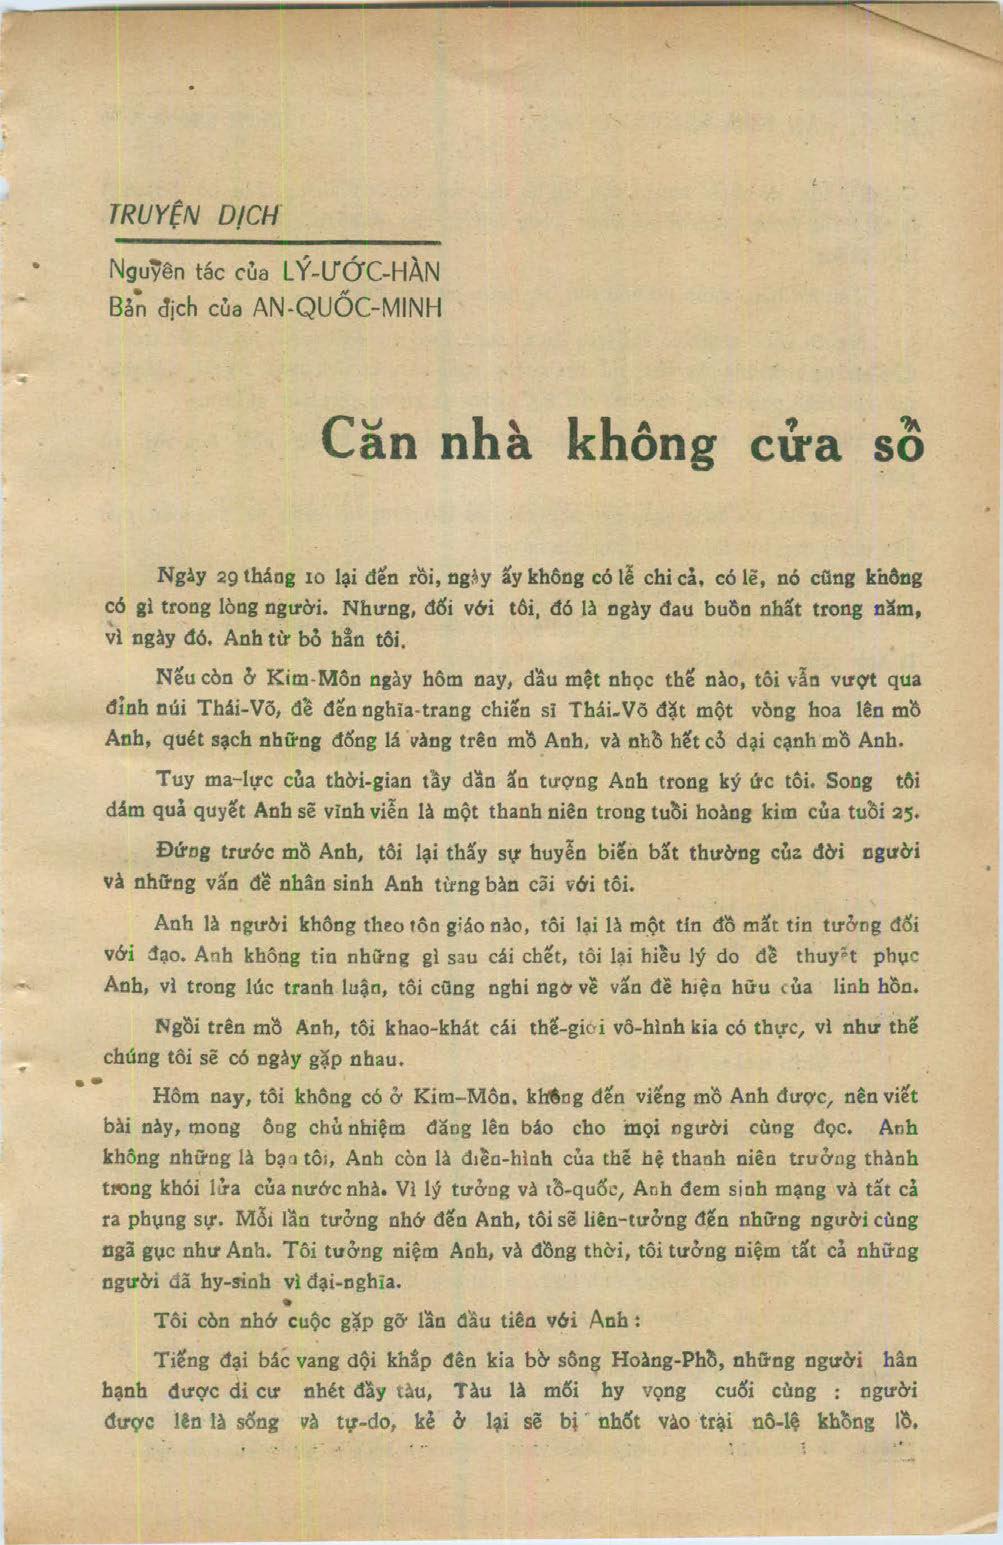 TRUYỆN DỊCH
Nguyên tác của LÝ-ƯỚC-HÀN
Bản dịch của AN-QUỐC-MINH
Căn nhà không cửa sổ
Ngày 29 tháng 10 lại đến rồi, ngày ấy không có lễ chi cả, có lẽ, nó cũng không
có gì trong lòng người. Nhưng, đối với tôi, đó là ngày đau buồn nhất trong năm,
vì ngày đó. Anh từ bỏ hẳn tôi.
Nếu còn ở Kim-Môn ngày hôm nay, dầu mệt nhọc thế nào, tôi vẫn vượt qua
đỉnh núi Thái-Võ, để đến nghĩa-trang chiến sĩ Thái-Võ đặt một vòng hoa lên mồ
Anh, quét sạch những đống lá vàng trên mồ Anh, và nhổ hết cỏ dại cạnh mồ Anh.
Tuy ma-lực của thời-gian tẩy dần ấn tượng Anh trong ký ức tôi. Song tôi
dám quả quyết Anh sẽ vĩnh viễn là một thanh niên trong tuổi hoàng kim của tuổi 25.
Đứng trước mồ Anh, tôi lại thấy sự huyễn biến bất thường của đời người
và những vấn đề nhân sinh Anh từng bàn cãi với tôi.
Anh là người không theo tôn giáo nào, tôi lại là một tín đồ mất tin tưởng đối
với đạo. Anh không tin những gì sau cái chết, tôi lại hiểu lý do để thuyết phục
Anh, vì trong lúc tranh luận, tôi cũng nghi ngờ về vấn đề hiện hữu của linh hồn.
Ngồi trên mồ Anh, tôi khao-khát cái thế-giới vô-hình kia có thực, vì như thế
chúng tôi sẽ có ngày gặp nhau.
Hôm nay, tôi không có ở Kim-Môn, không đến viếng mồ Anh được, nên viết
bài này, mong ông chủ nhiệm đăng lên báo cho mọi người cùng đọc. Anh
không những là bạn tôi, Anh còn là điển-hình của thế hệ thanh niên trưởng thành
trong khói lửa của nước nhà. Vì lý tưởng và tổ-quốc, Anh đem sinh mạng và tất cả
ra phụng sự. Mỗi lần tưởng nhớ đến Anh, tôi sẽ liên-tưởng đến những người cùng
ngã gục như Anh. Tôi tưởng niệm Anh, và đồng thời, tôi tưởng niệm tất cả những
người đã hy-sinh vì đại-nghĩa.
Tôi còn nhớ cuộc gặp gỡ lần đầu tiên với Anh :
Tiếng đại bác vang dội khắp đên kia bờ sông Hoàng-Phổ, những người hân
hạnh được di cư nhét đầy tàu, Tàu là mối hy vọng cuối cùng : người
được lên là sống và tự-do, kẻ ở lại sẽ bị nhốt vào trại nô-lệ khổng lồ.